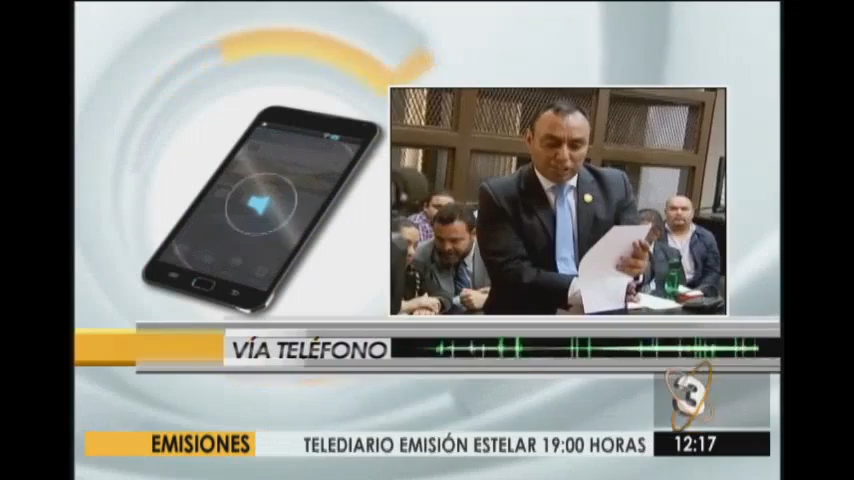 VÍA TELÉFONO
3
EMISIONES TELEDIARIO EMISIÓN ESTELAR 19:00 HORAS 12:17